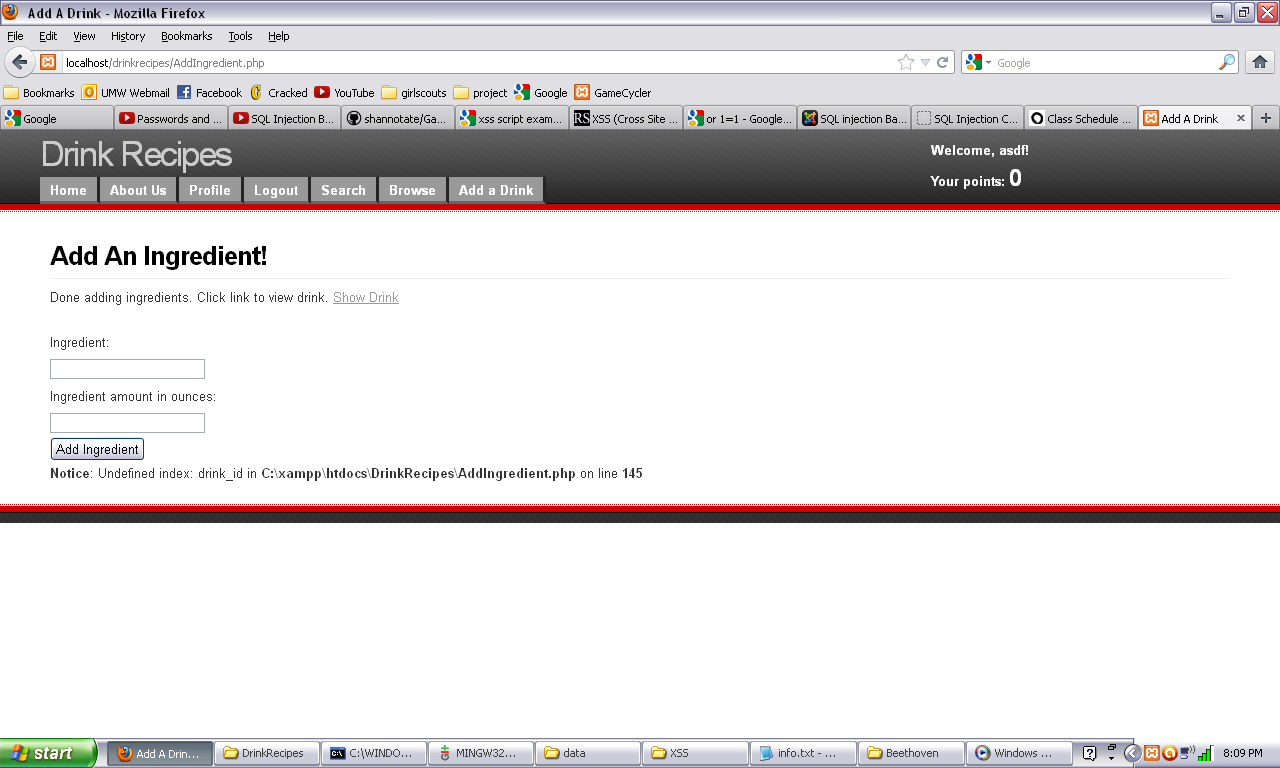 Add A Drink - Mozilla Firefox
File Edit View History Bookmarks Tools Help
localhost/drinkrecipes/AddIngredient.php
Google
Bookmarks UMW Webmail Facebook Cracked YouTube girlscouts project Google GameCycler
Google Passwords and ... SQL Injection B... shannotate/Ga... xss script exam... RS XSS (Cross Site ... or 1=1 - Google... SQL injection Ba... SQL Injection C... Class Schedule ... Add A Drink
Drink Recipes
Welcome, asdf!
Your points: 0
Home About Us Profile Logout Search Browse Add a Drink
Add An Ingredient!
Done adding ingredients. Click link to view drink. Show Drink
Ingredient:
Ingredient amount in ounces:
Add Ingredient
Notice: Undefined index: drink_id in C:\xampp\htdocs\DrinkRecipes\AddIngredient.php on line 145
start Add A Drin... DrinkRecipes C:\WINDO... MINGW32... data XSS info.txt - ... Beethoven Windows ... 8:09 PM